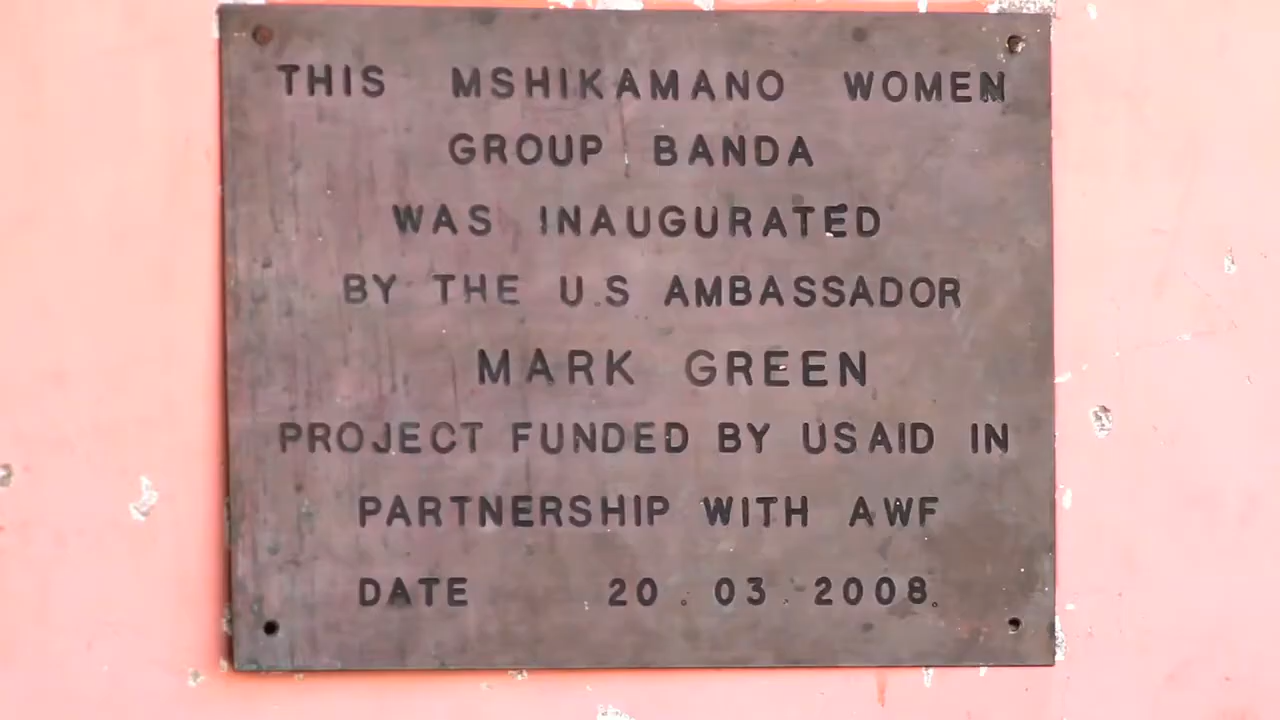 THIS MSHIKAMANO WOMEN
GROUP BANDA
WAS INAUGURATED
BY THE U.S AMBASSADOR
MARK GREEN
PROJECT FUNDED BY USAID IN
PARTNERSHIP WITH AWF
DATE 20.03.2008.